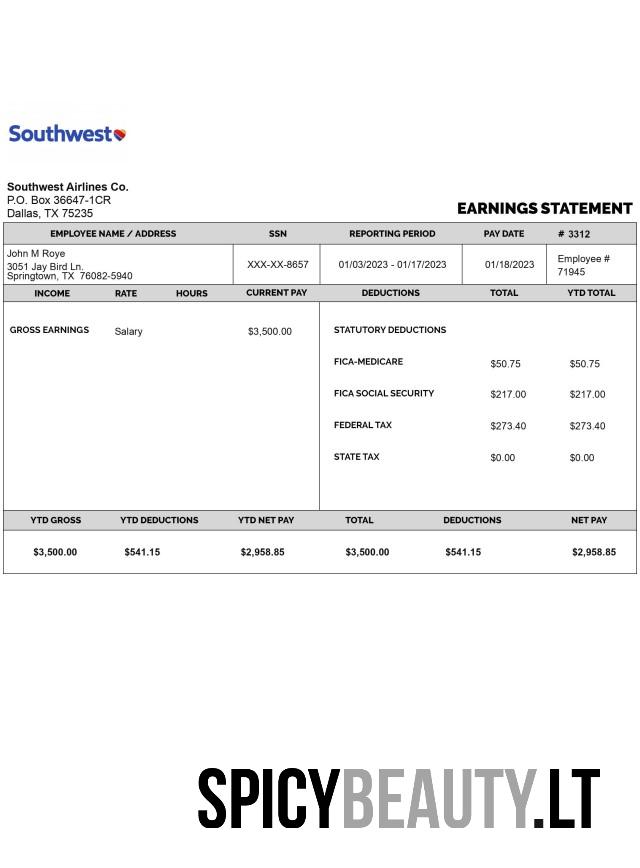 Southwest
Southwest Airlines Co.
P.O. Box 36647-1CR
Dallas, TX 75235
EARNINGS STATEMENT
EMPLOYEE NAME / ADDRESS SSN REPORTING PERIOD PAY DATE # 3312
John M Roye
3051 Jay Bird Ln.
Springtown, TX 76082-5940
XXX-XX-8657 01/03/2023 - 01/17/2023 01/18/2023
Employee #
71945
INCOME RATE HOURS CURRENT PAY DEDUCTIONS TOTAL YTD TOTAL
GROSS EARNINGS Salary $3,500.00 STATUTORY DEDUCTIONS
FICA-MEDICARE $50.75 $50.75
FICA SOCIAL SECURITY $217.00 $217.00
FEDERAL TAX $273.40 $273.40
STATE TAX $0.00 $0.00
YTD GROSS YTD DEDUCTIONS YTD NET PAY TOTAL DEDUCTIONS NET PAY
$3,500.00 $541.15 $2,958.85 $3,500.00 $541.15 $2,958.85
SPICYBEAUTY.LT